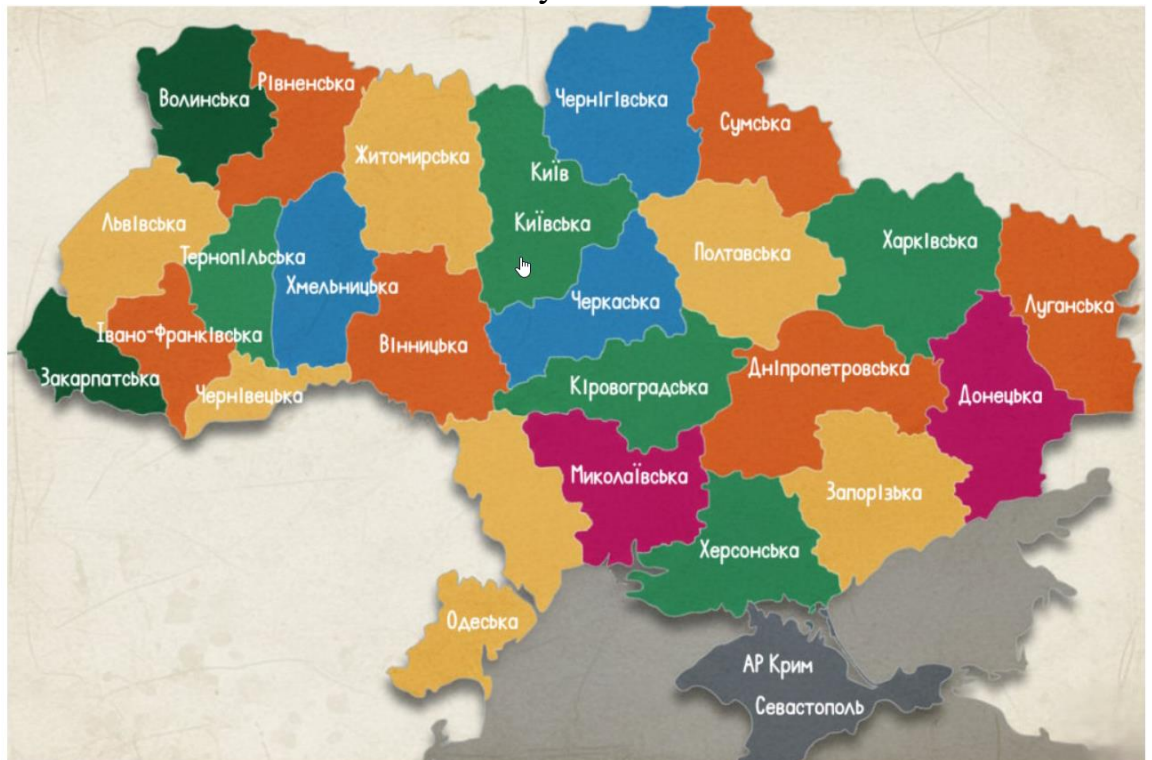 Волинська
Рівненська
Житомирська
Чернігівська
Сумська
Київ
Київська
Львівська
Тернопільська
Хмельницька
Черкаська
Полтавська
Харківська
Луганська
Івано-Франківська
Закарпатська
Чернівецька
Вінницька
Кіровоградська
Дніпропетровська
Донецька
Миколаївська
Запорізька
Херсонська
Одеська
АР Крим
Севастополь